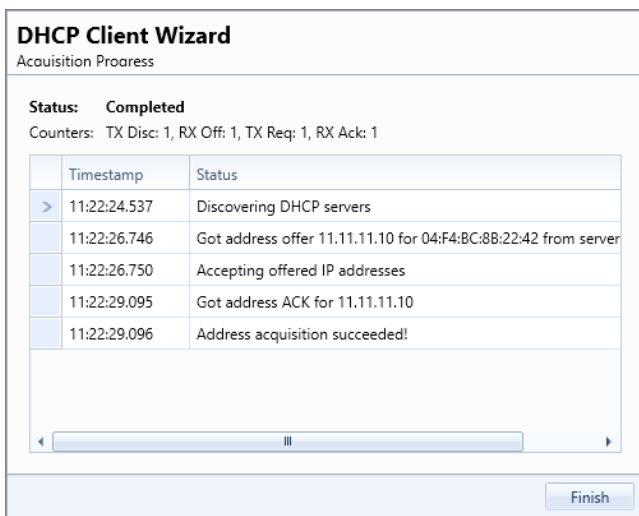 DHCP Client Wizard
Acquisition Progress
Status: Completed
Counters: TX Disc: 1, RX Off: 1, TX Req: 1, RX Ack: 1
Timestamp Status
> 11:22:24.537 Discovering DHCP servers
11:22:26.746 Got address offer 11.11.11.10 for 04:F4:BC:8B:22:42 from server
11:22:26.750 Accepting offered IP addresses
11:22:29.095 Got address ACK for 11.11.11.10
11:22:29.096 Address acquisition succeeded!
Finish